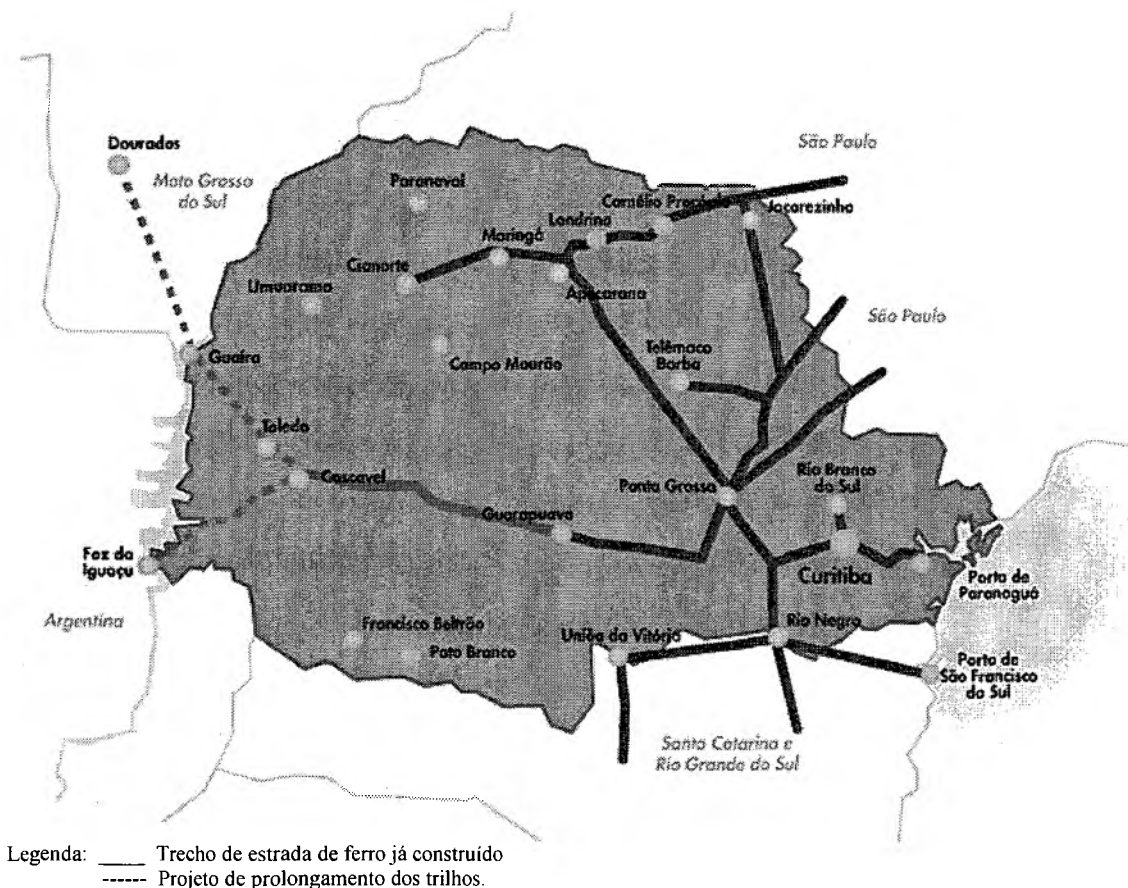 Dourados
Mato Grosso
do Sul
São Paulo
Paranavaí
Cornélio Procópio
Jacarezinho
Londrina
Maringá
Cianorte
Apucarana
Umuarama
São Paulo
Guaíra
Campo Mourão
Telêmaco
Borba
Toledo
Cascavel
Ponta Grossa
Rio Branco
do Sul
Guarapuava
Foz do
Iguaçu
Curitiba
Porto de
Paranaguá
Argentina
Francisco Beltrão
Pato Branco
União da Vitória
Rio Negro
Porto de
São Francisco
do Sul
Santa Catarina e
Rio Grande do Sul
Legenda: ____ Trecho de estrada de ferro já construído
------ Projeto de prolongamento dos trilhos.